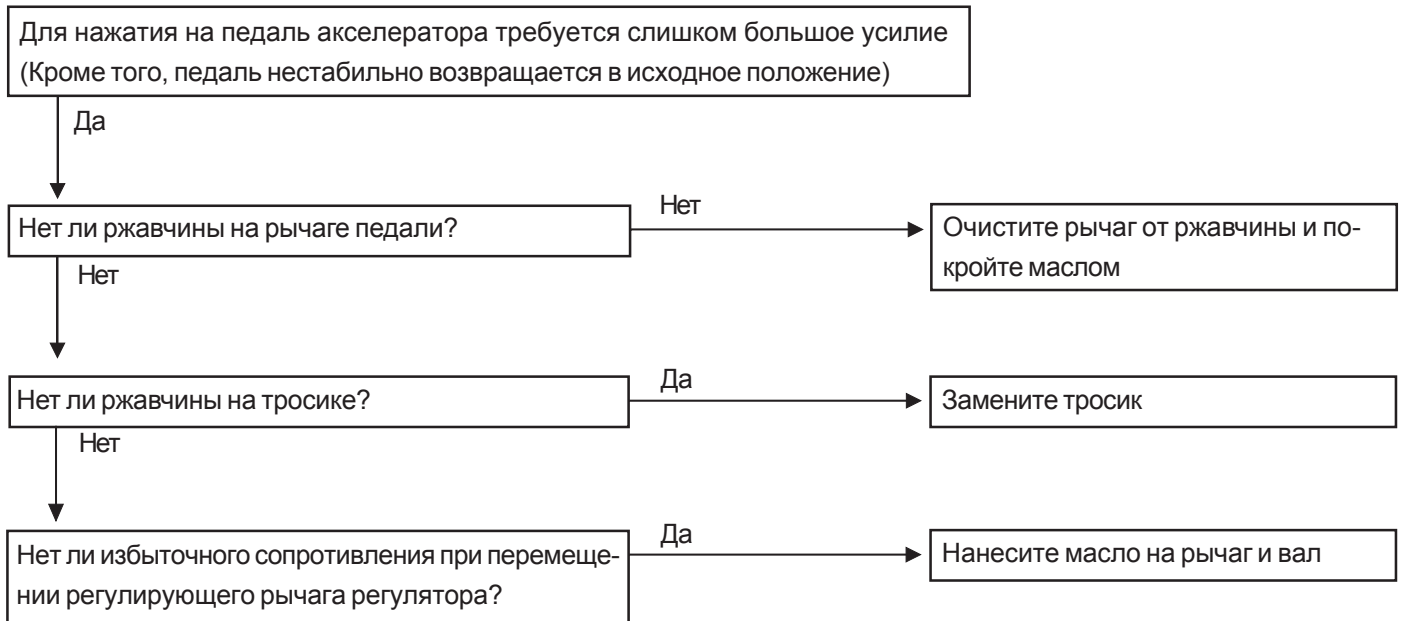 Для нажатия на педаль акселератора требуется слишком большое усилие
(Кроме того, педаль нестабильно возвращается в исходное положение)
Да
Нет ли ржавчины на рычаге педали?
Нет
Очистите рычаг от ржавчины и по-
кройте маслом
Нет
Нет ли ржавчины на тросике?
Да
Замените тросик
Нет
Нет ли избыточного сопротивления при перемеще-
нии регулирующего рычага регулятора?
Да
Нанесите масло на рычаг и вал